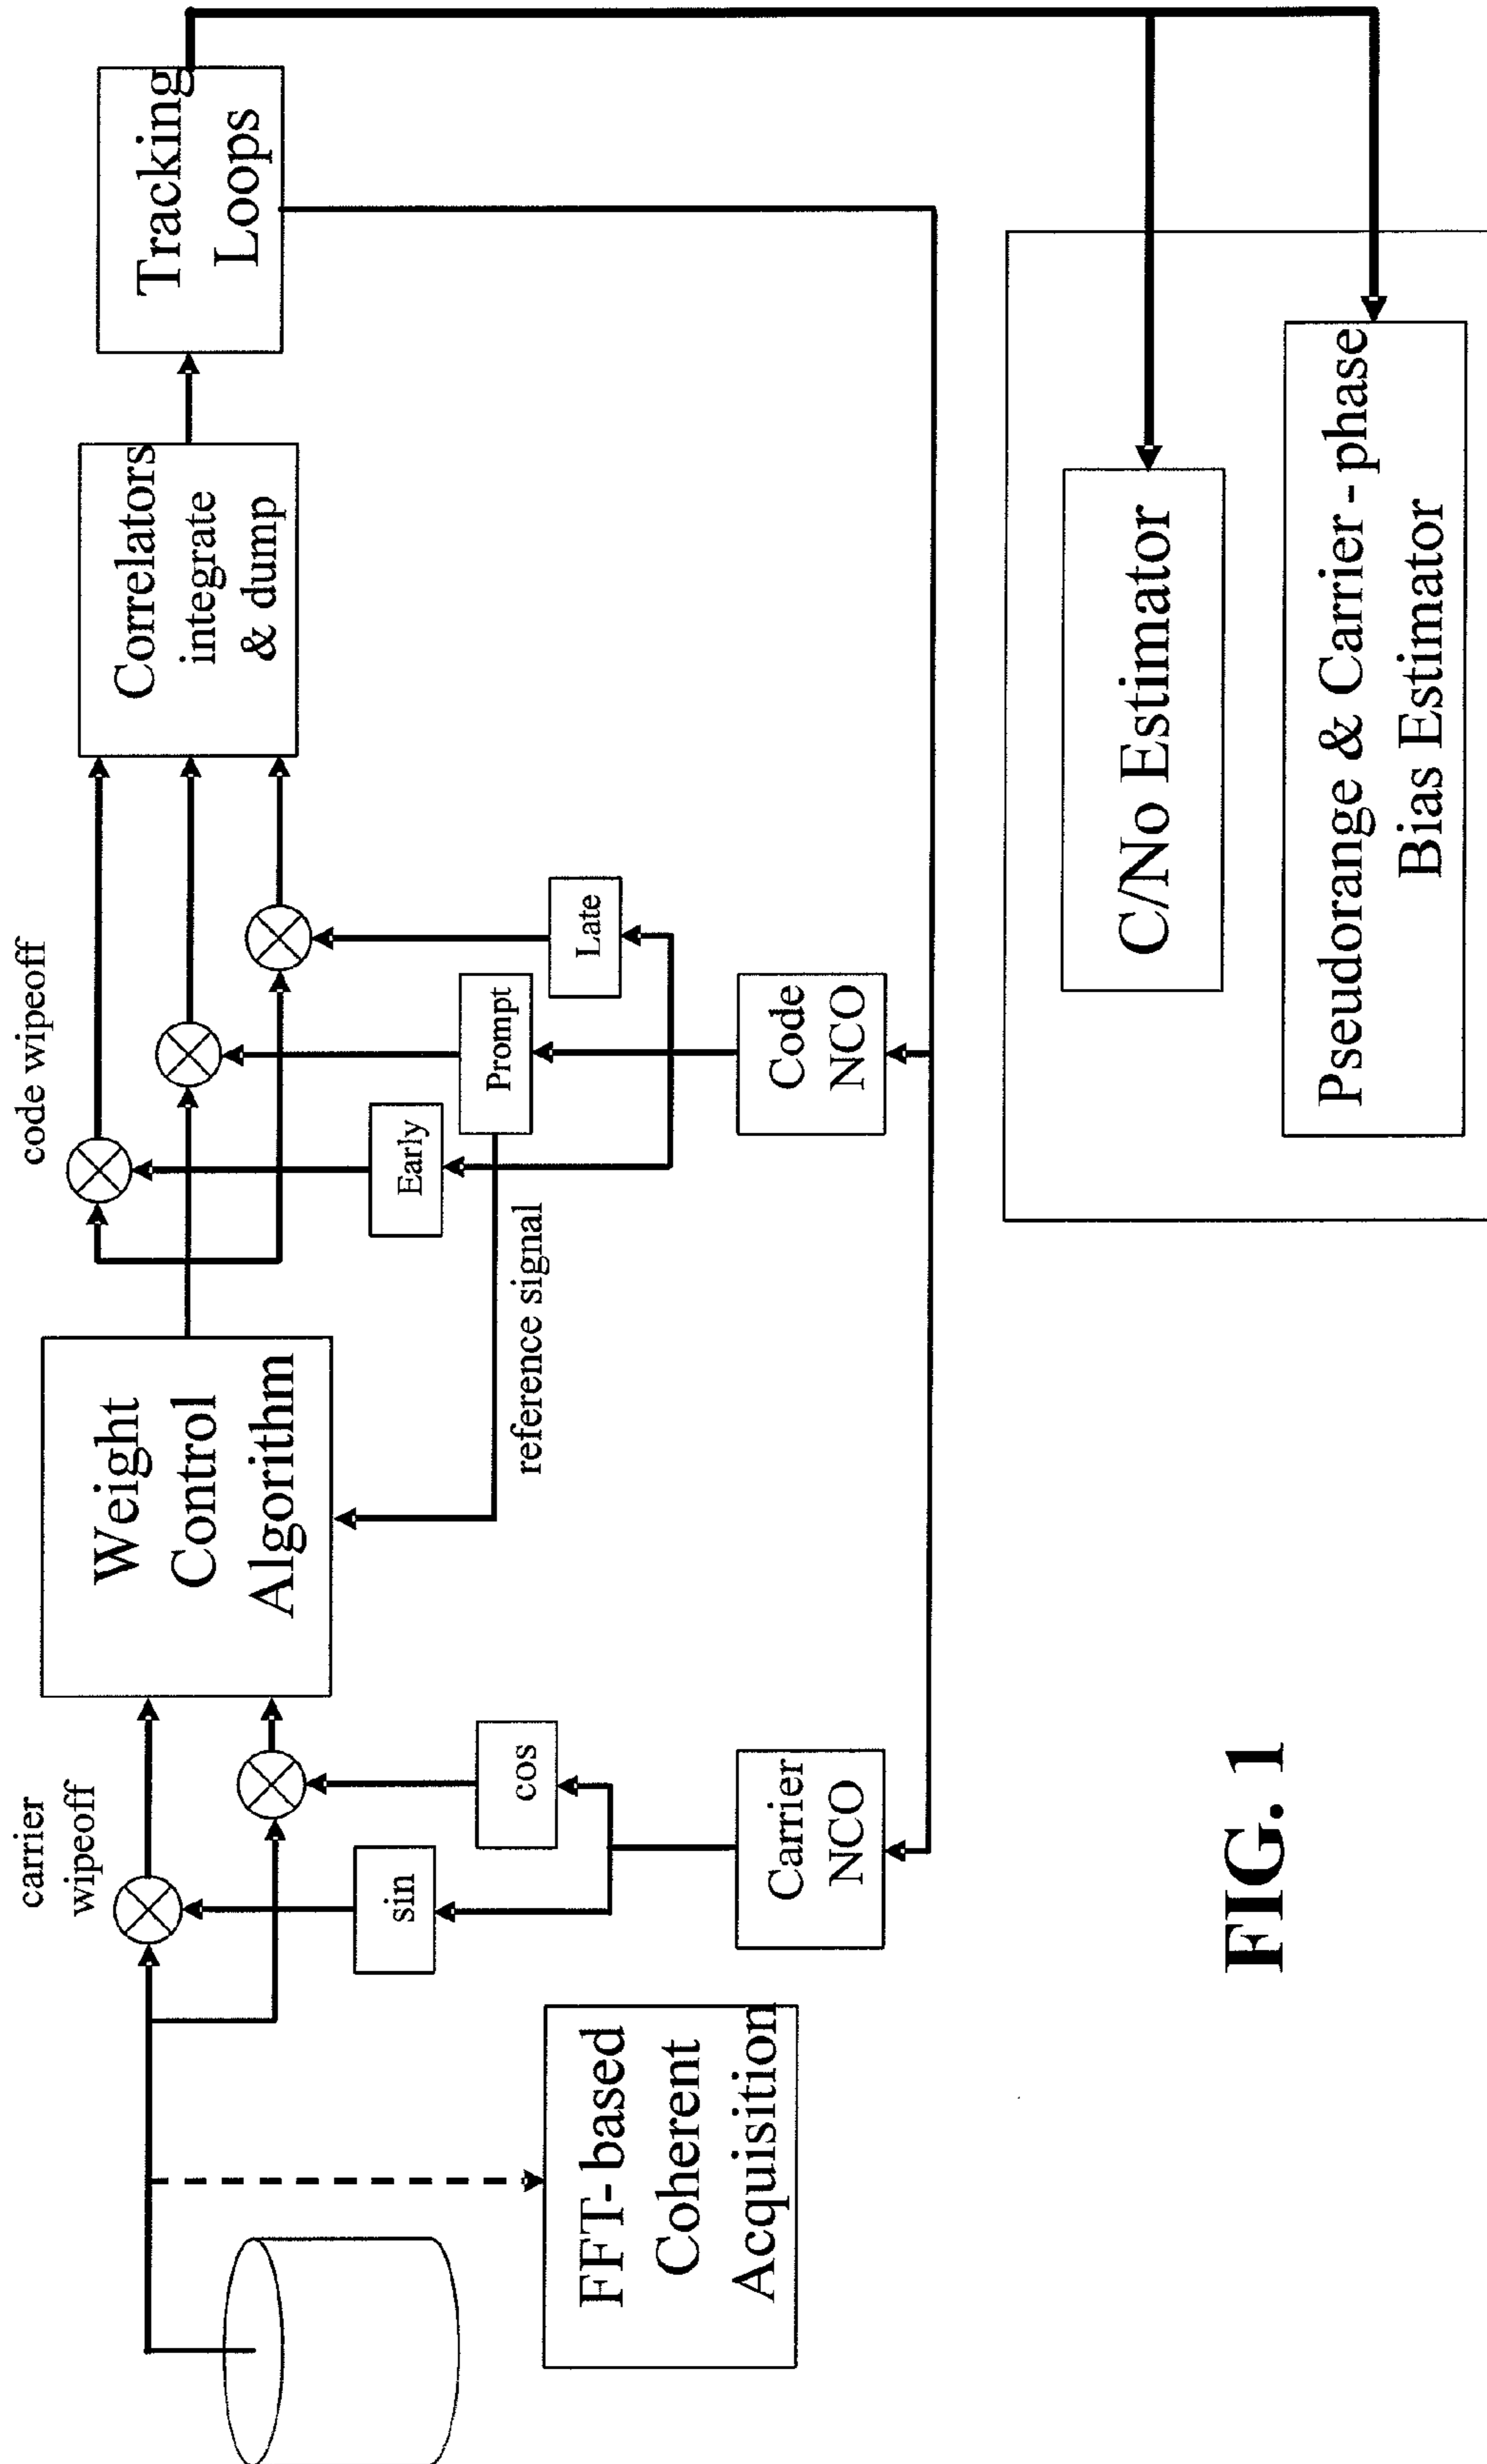 carrier
wipeoff
code wipeoff
Weight
Control
Algorithm
Correlators
integrate
& dump
Tracking
Loops
sin
cos
Early
Prompt
Late
reference signal
FFT-based
Coherent
Acquisition
Carrier
NCO
Code
NCO
C/No Estimator
Pseudorange & Carrier-phase
Bias Estimator
FIG. 1